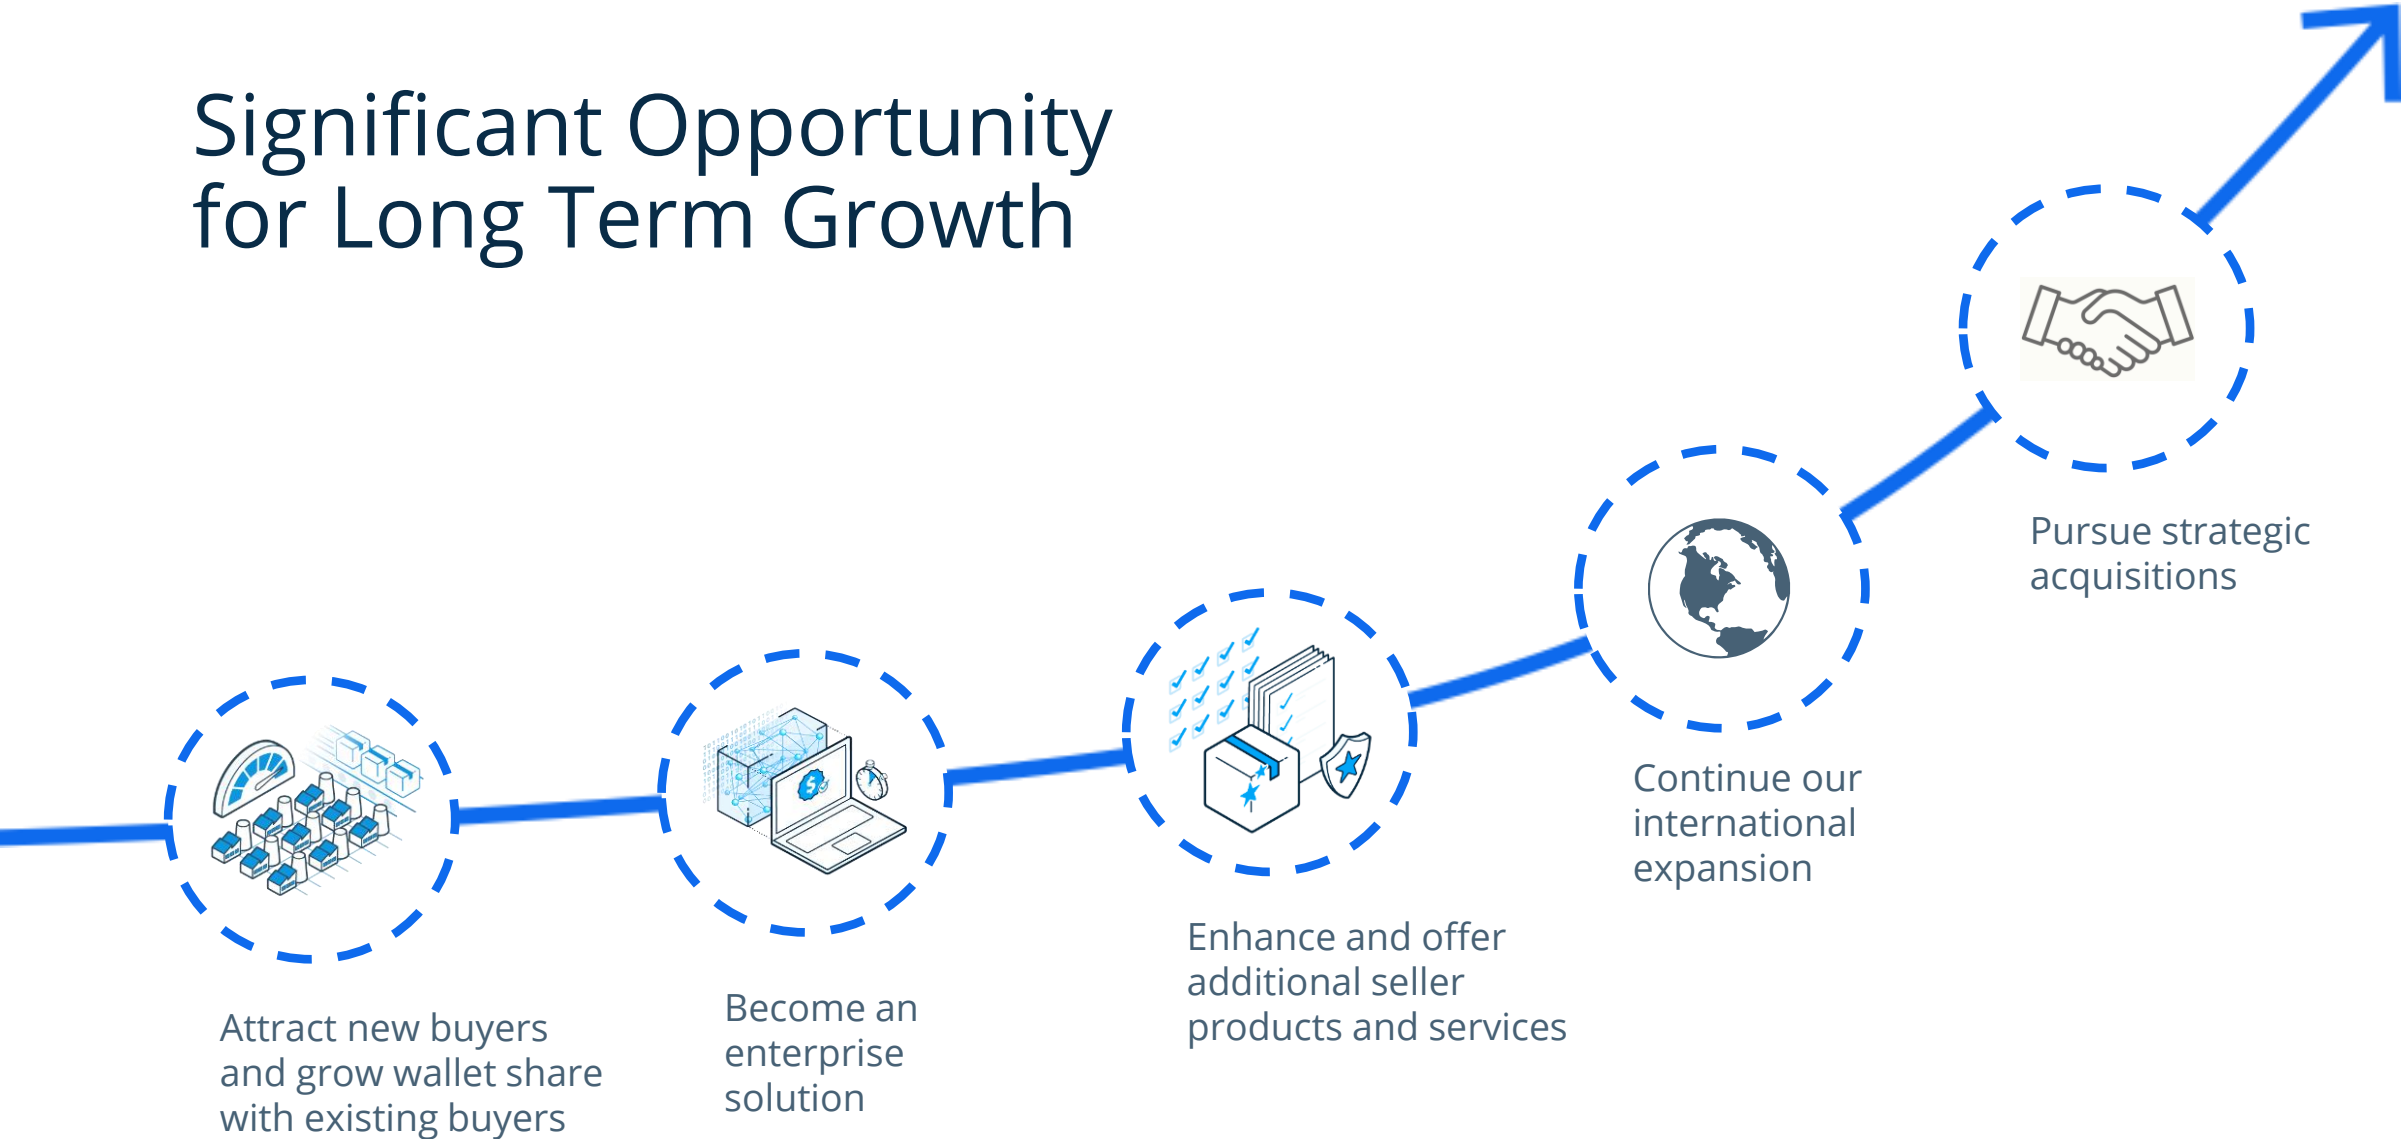 Significant Opportunity
for Long Term Growth
Attract new buyers
and grow wallet share
with existing buyers
Become an
enterprise
solution
Enhance and offer
additional seller
products and services
Continue our
international
expansion
Pursue strategic
acquisitions